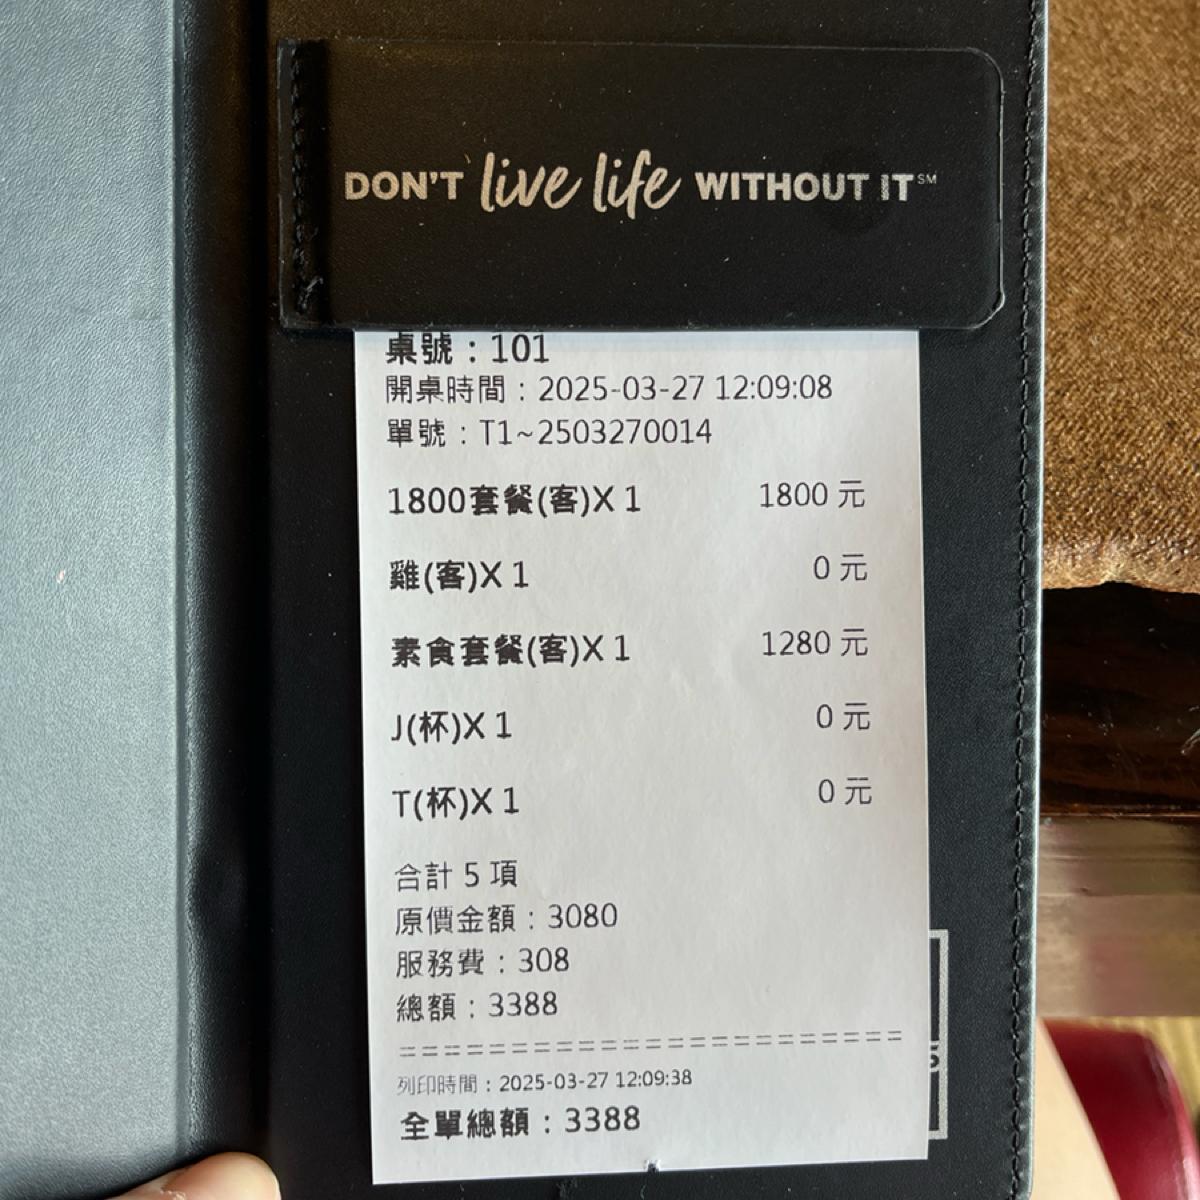 DON'T live life WITHOUT IT℠
桌號：101
開桌時間：2025-03-27 12:09:08
單號：T1~2503270014
1800套餐(客)X 1 1800 元
雞(客)X 1 0 元
素食套餐(客)X 1 1280 元
J(杯)X 1 0 元
T(杯)X 1 0 元
合計 5 項
原價金額：3080
服務費：308
總額：3388
=======================
列印時間：2025-03-27 12:09:38
全單總額：3388